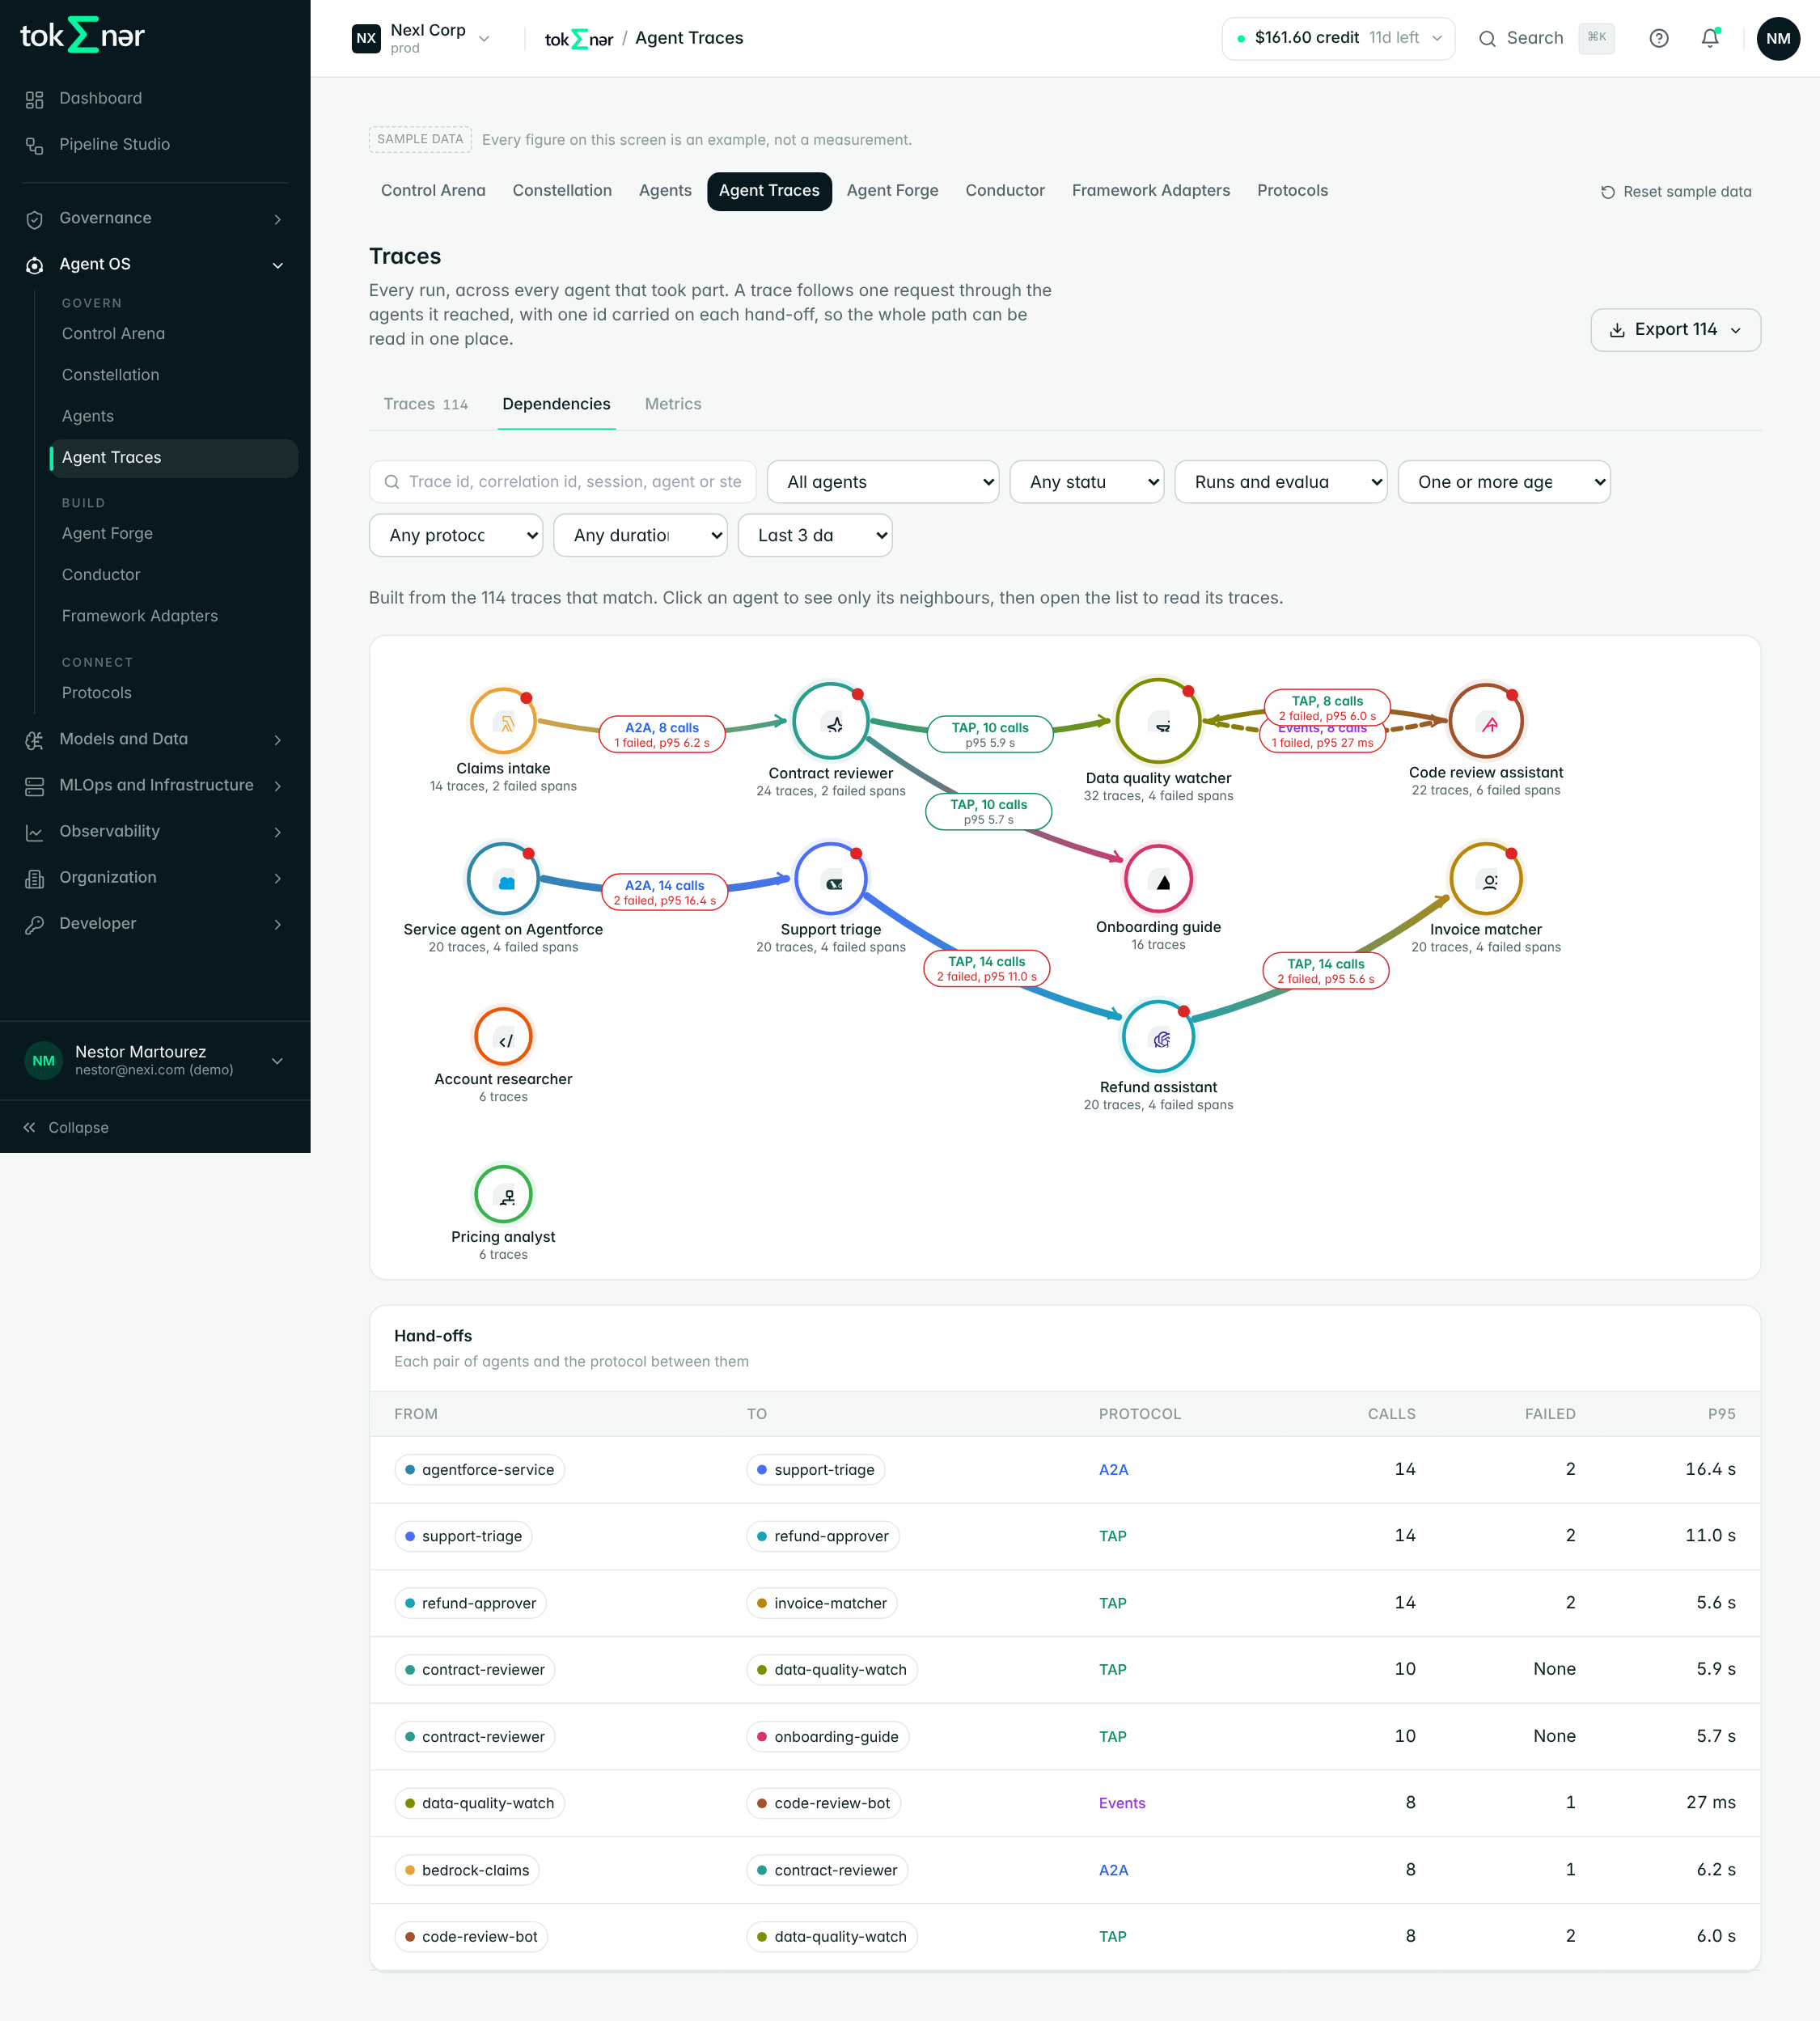 tokΣnər
Dashboard
Pipeline Studio
Governance
Agent OS
GOVERN
Control Arena
Constellation
Agents
Agent Traces
BUILD
Agent Forge
Conductor
Framework Adapters
CONNECT
Protocols
Models and Data
MLOps and Infrastructure
Observability
Organization
Developer
NM
Nestor Martourez
nestor@nexi.com (demo)
Collapse
NX
Nexl Corp
prod
tokΣnər / Agent Traces
$161.60 credit 11d left
Search ⌘K
NM
SAMPLE DATA Every figure on this screen is an example, not a measurement.
Control Arena Constellation Agents Agent Traces Agent Forge Conductor Framework Adapters Protocols
Reset sample data
Traces
Every run, across every agent that took part. A trace follows one request through the
agents it reached, with one id carried on each hand-off, so the whole path can be
read in one place.
Export 114
Traces 114 Dependencies Metrics
Trace id, correlation id, session, agent or ste
All agents
Any statu
Runs and evalua
One or more age
Any protocc
Any duration
Last 3 da
Built from the 114 traces that match. Click an agent to see only its neighbours, then open the list to read its traces.
A2A, 8 calls
1 failed, p95 6.2 s
TAP, 10 calls
p95 5.9 s
TAP, 8 calls
2 failed, p95 6.0 s
Events, 8 calls
1 failed, p95 27 ms
Claims intake
14 traces, 2 failed spans
Contract reviewer
24 traces, 2 failed spans
Data quality watcher
32 traces, 4 failed spans
Code review assistant
22 traces, 6 failed spans
TAP, 10 calls
p95 5.7 s
A2A, 14 calls
2 failed, p95 16.4 s
Service agent on Agentforce
20 traces, 4 failed spans
Support triage
20 traces, 4 failed spans
Onboarding guide
16 traces
Invoice matcher
20 traces, 4 failed spans
TAP, 14 calls
2 failed, p95 11.0 s
TAP, 14 calls
2 failed, p95 5.6 s
Account researcher
6 traces
Refund assistant
20 traces, 4 failed spans
Pricing analyst
6 traces
Hand-offs
Each pair of agents and the protocol between them
FROM TO PROTOCOL CALLS FAILED P95
agentforce-service support-triage A2A 14 2 16.4 s
support-triage refund-approver TAP 14 2 11.0 s
refund-approver invoice-matcher TAP 14 2 5.6 s
contract-reviewer data-quality-watch TAP 10 None 5.9 s
contract-reviewer onboarding-guide TAP 10 None 5.7 s
data-quality-watch code-review-bot Events 8 1 27 ms
bedrock-claims contract-reviewer A2A 8 1 6.2 s
code-review-bot data-quality-watch TAP 8 2 6.0 s